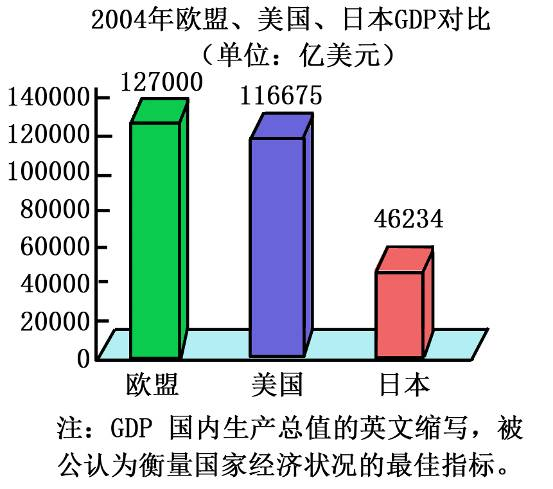 2004年欧盟、美国、日本GDP对比
（单位：亿美元）
127000
116675
46234
140000
120000
100000
80000
60000
40000
20000
0
欧盟
美国
日本
注：GDP 国内生产总值的英文缩写，被
公认为衡量国家经济状况的最佳指标。